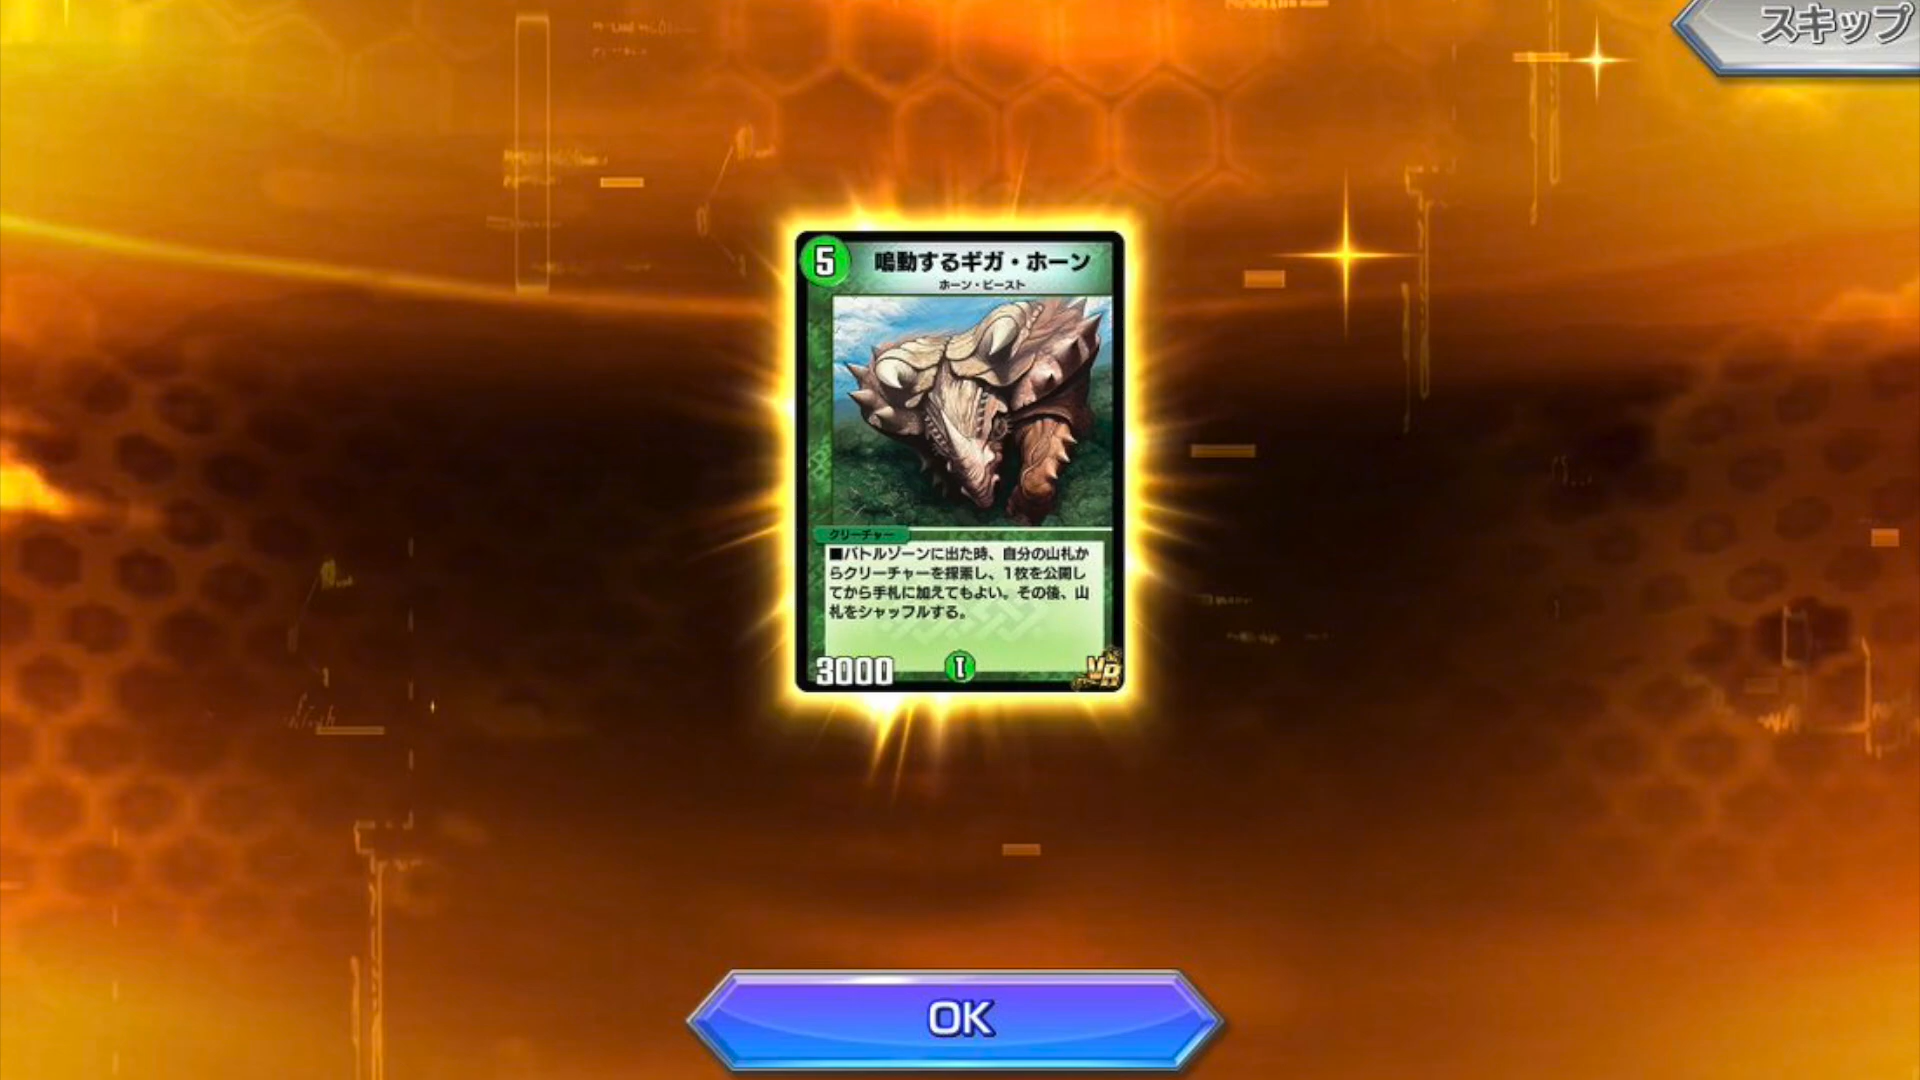 スキップ
5
鳴動するギガ・ホーン
ホーン・ビースト
クリーチャー
■バトルゾーンに出た時、自分の山札か
らクリーチャーを探索し、1枚を公開し
てから手札に加えてもよい。その後、山
札をシャッフルする。
3000
1
VR
OK